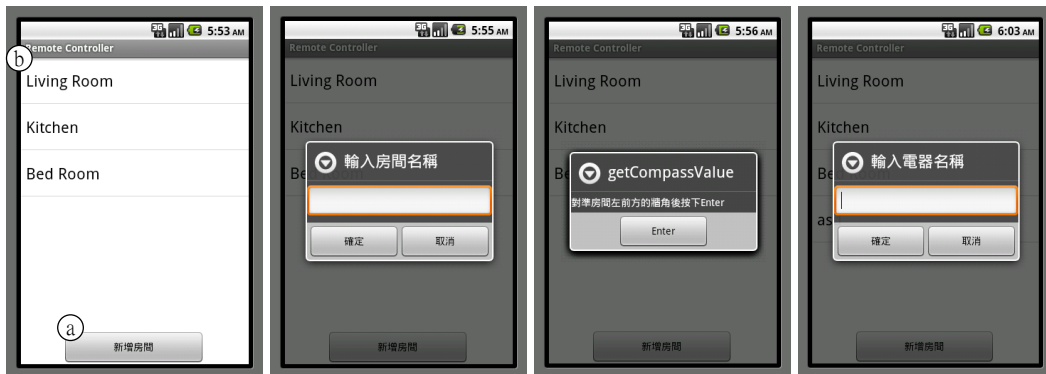 5:53 AM
Remote Controller
b
Living Room
Kitchen
Bed Room
a
新增房間
5:55 AM
Remote Controller
Living Room
Kitchen
輸入房間名稱
確定
取消
新增房間
5:56 AM
Remote Controller
Living Room
Kitchen
getCompassValue
對準房間左前方的牆角後按下Enter
Enter
新增房間
6:03 AM
Remote Controller
Living Room
Kitchen
輸入電器名稱
as
確定
取消
新增房間